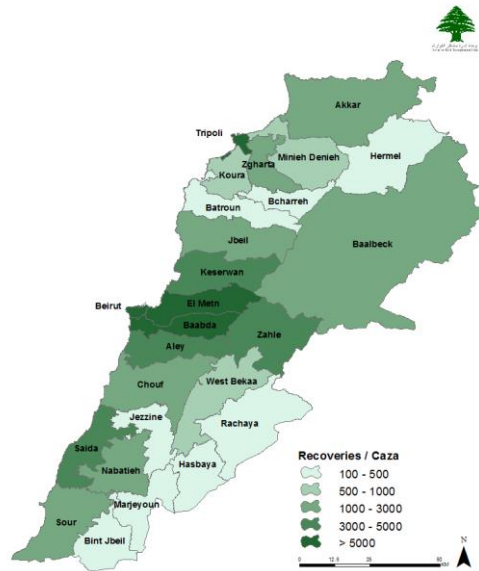 Akkar
Tripoli
Zgharta
Minieh Denieh
Hermel
Koura
Bcharreh
Batroun
Jbeil
Baalbeck
Keserwan
El Metn
Beirut
Baabda
Zahle
Aley
Chouf
West Bekaa
Jezzine
Rachaya
Saida
Hasbaya
Nabatieh
Marjeyoun
Sour
Bint Jbeil
Recoveries / Caza
100 - 500
500 - 1000
1000 - 3000
3000 - 5000
> 5000
N